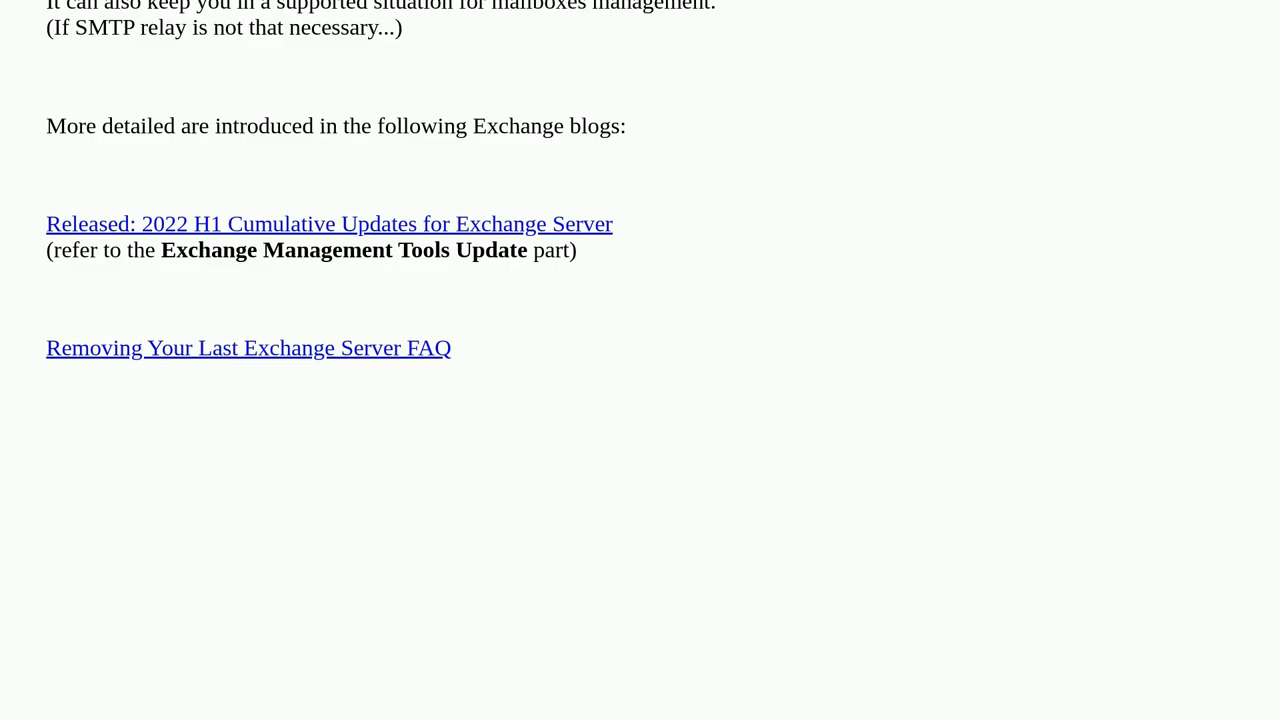 It can also keep you in a supported situation for mailboxes management.
(If SMTP relay is not that necessary...)
More detailed are introduced in the following Exchange blogs:
Released: 2022 H1 Cumulative Updates for Exchange Server
(refer to the Exchange Management Tools Update part)
Removing Your Last Exchange Server FAQ